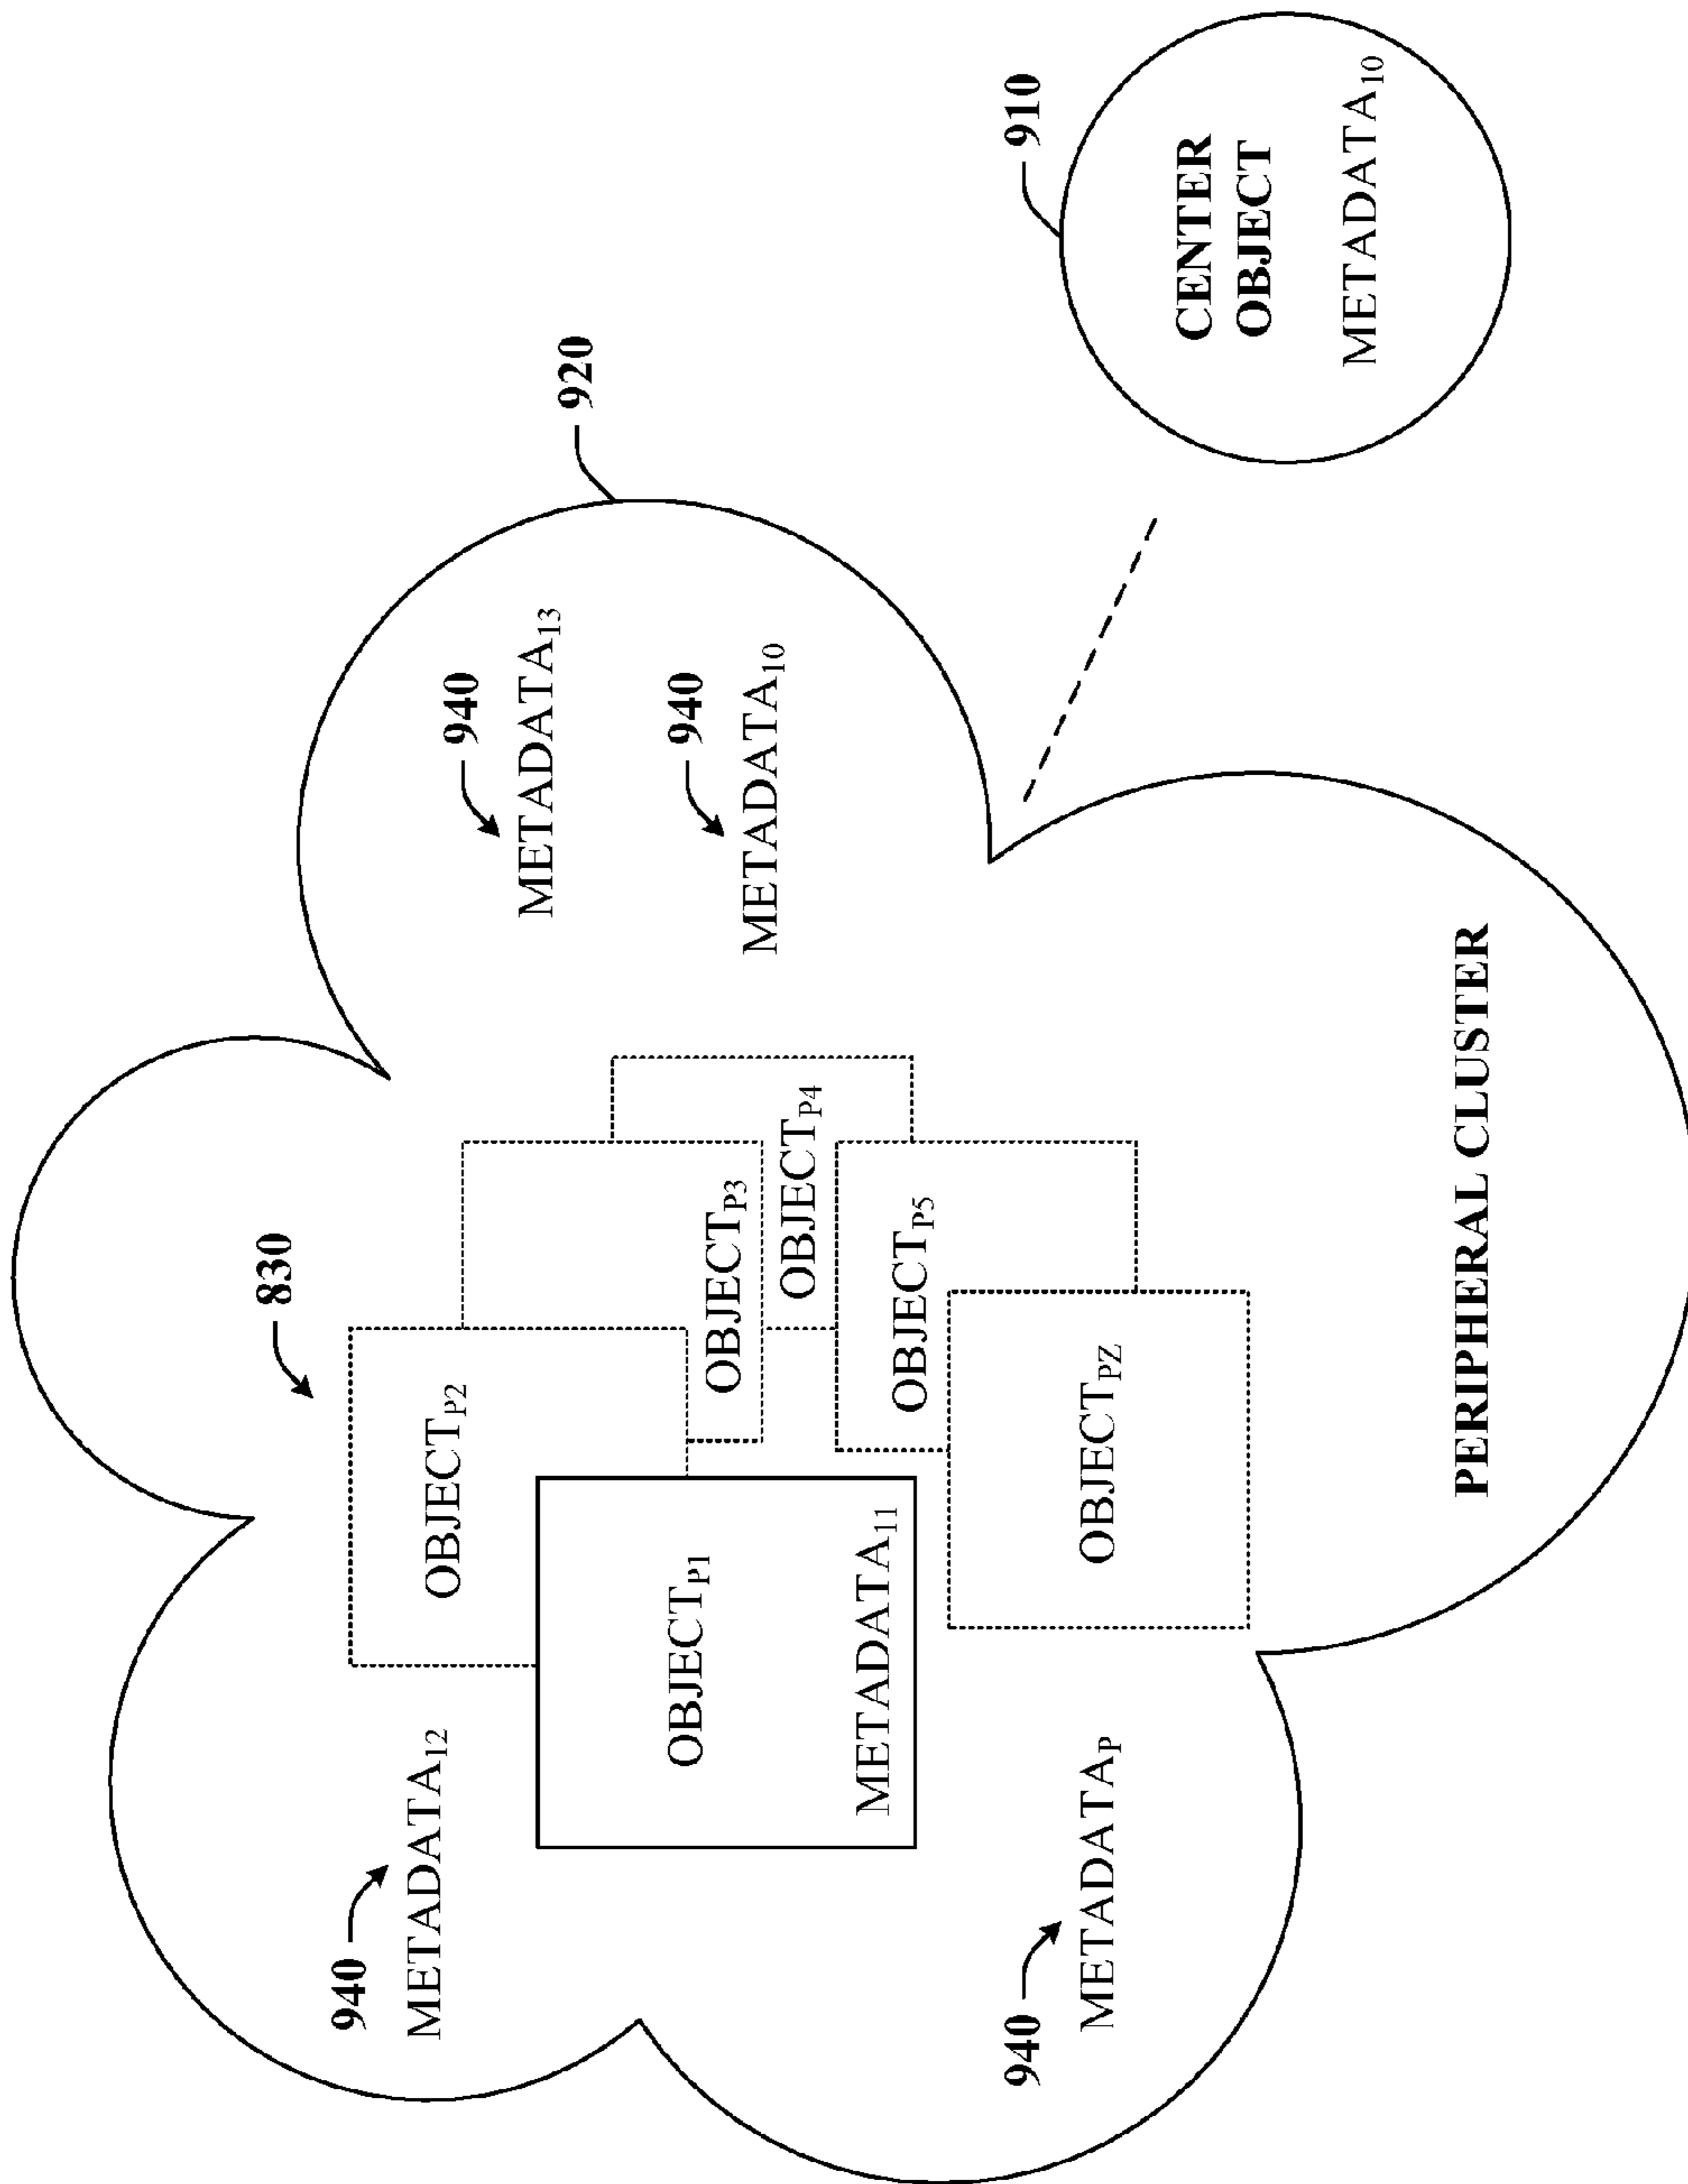 940
METADATA12
830
OBJECTP2
OBJECTP1
METADATA11
OBJECTP3
OBJECTP4
OBJECTP5
OBJECTPZ
940
METADATAP
940
METADATA13
940
METADATA10
920
PERIPHERAL CLUSTER
910
CENTER
OBJECT
METADATA10